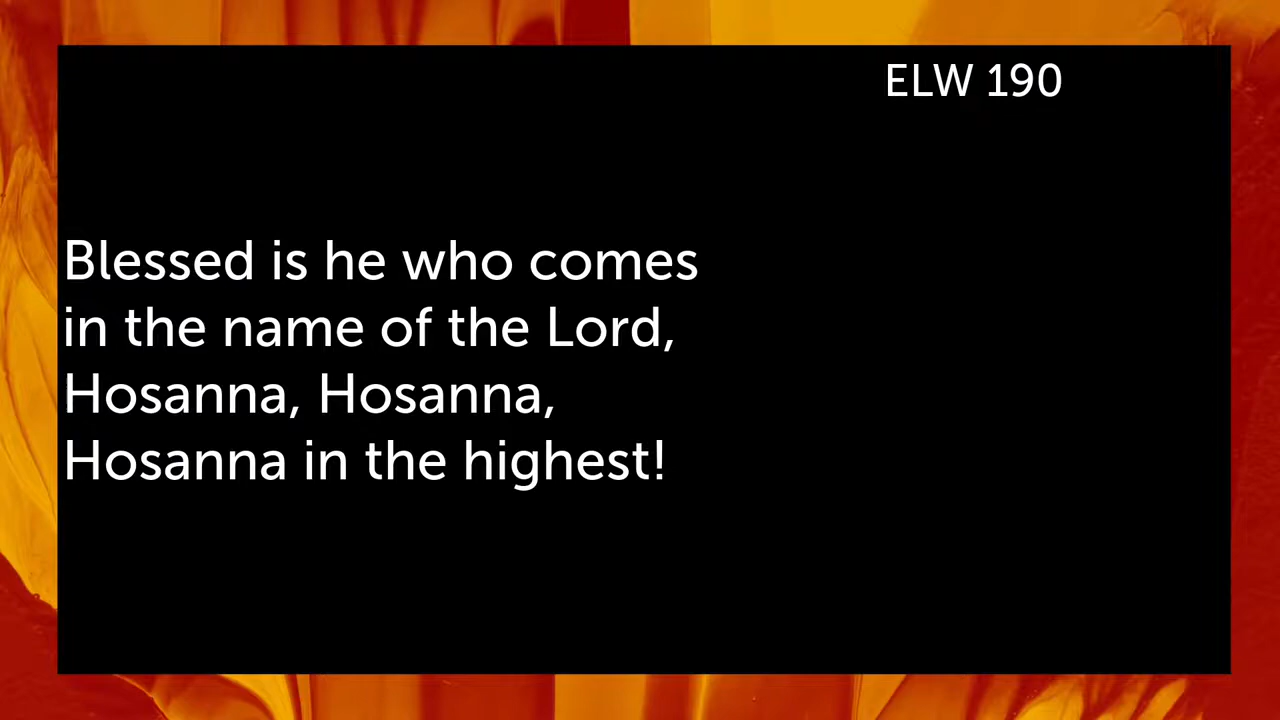 ELW 190
Blessed is he who comes
in the name of the Lord,
Hosanna, Hosanna,
Hosanna in the highest!